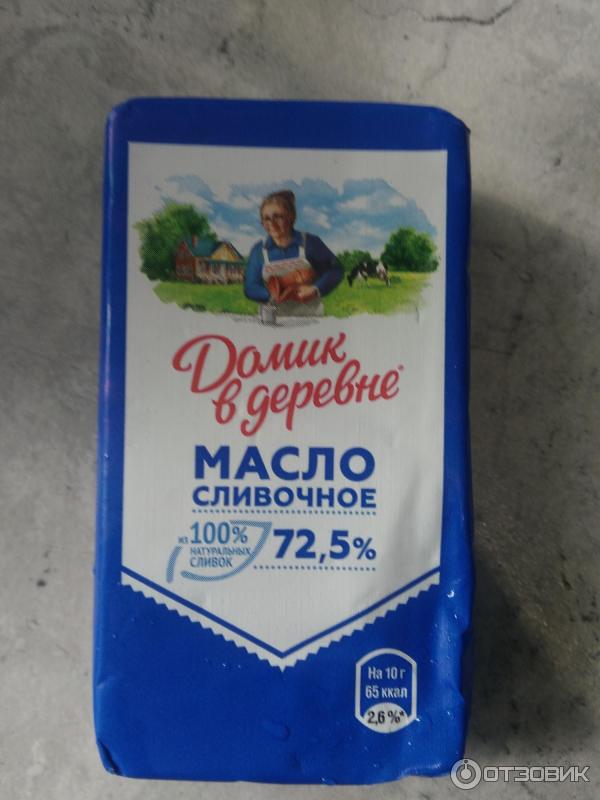 Домик
в деревне®
МАСЛО
СЛИВОЧНОЕ
из 100%
НАТУРАЛЬНЫХ
СЛИВОК
72,5%
На 10 г
65 ккал
2,6%*
ОТЗОВИК